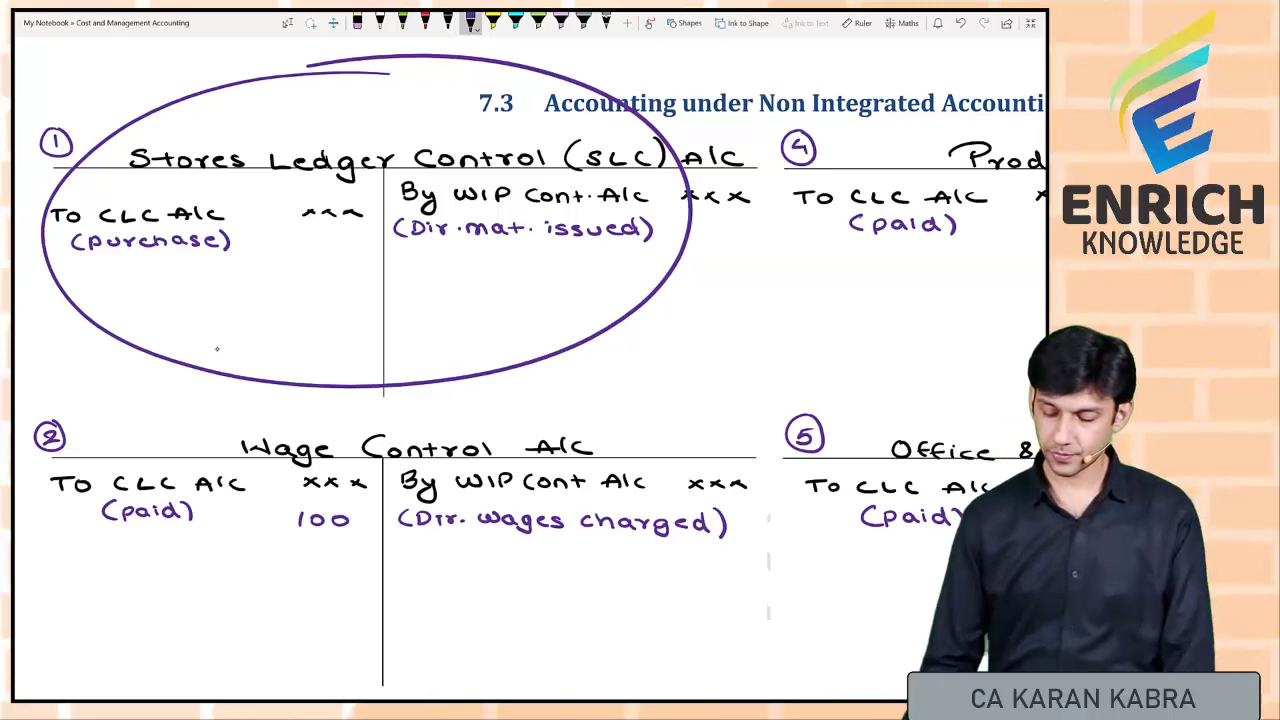 My Notebook » Cost and Management Accounting
Shapes
Ink to Shape
Ink to Text
Ruler
Maths
7.3 Accounting under Non Integrated Accounti
1
Stores Ledger Control (SLC) A/C
To CLC A/C xxx
(purchase)
By WIP Cont. A/C xxx
(Dir. mat. issued)
2
Wage Control A/C
To CLC A/C xxx
(paid) 100
By WIP Cont A/C xxx
(Dir. wages charged)
4
Prod
To CLC A/C x
(paid)
5
Office &
To CLC A/C
(paid)
E
ENRICH
KNOWLEDGE
CA KARAN KABRA